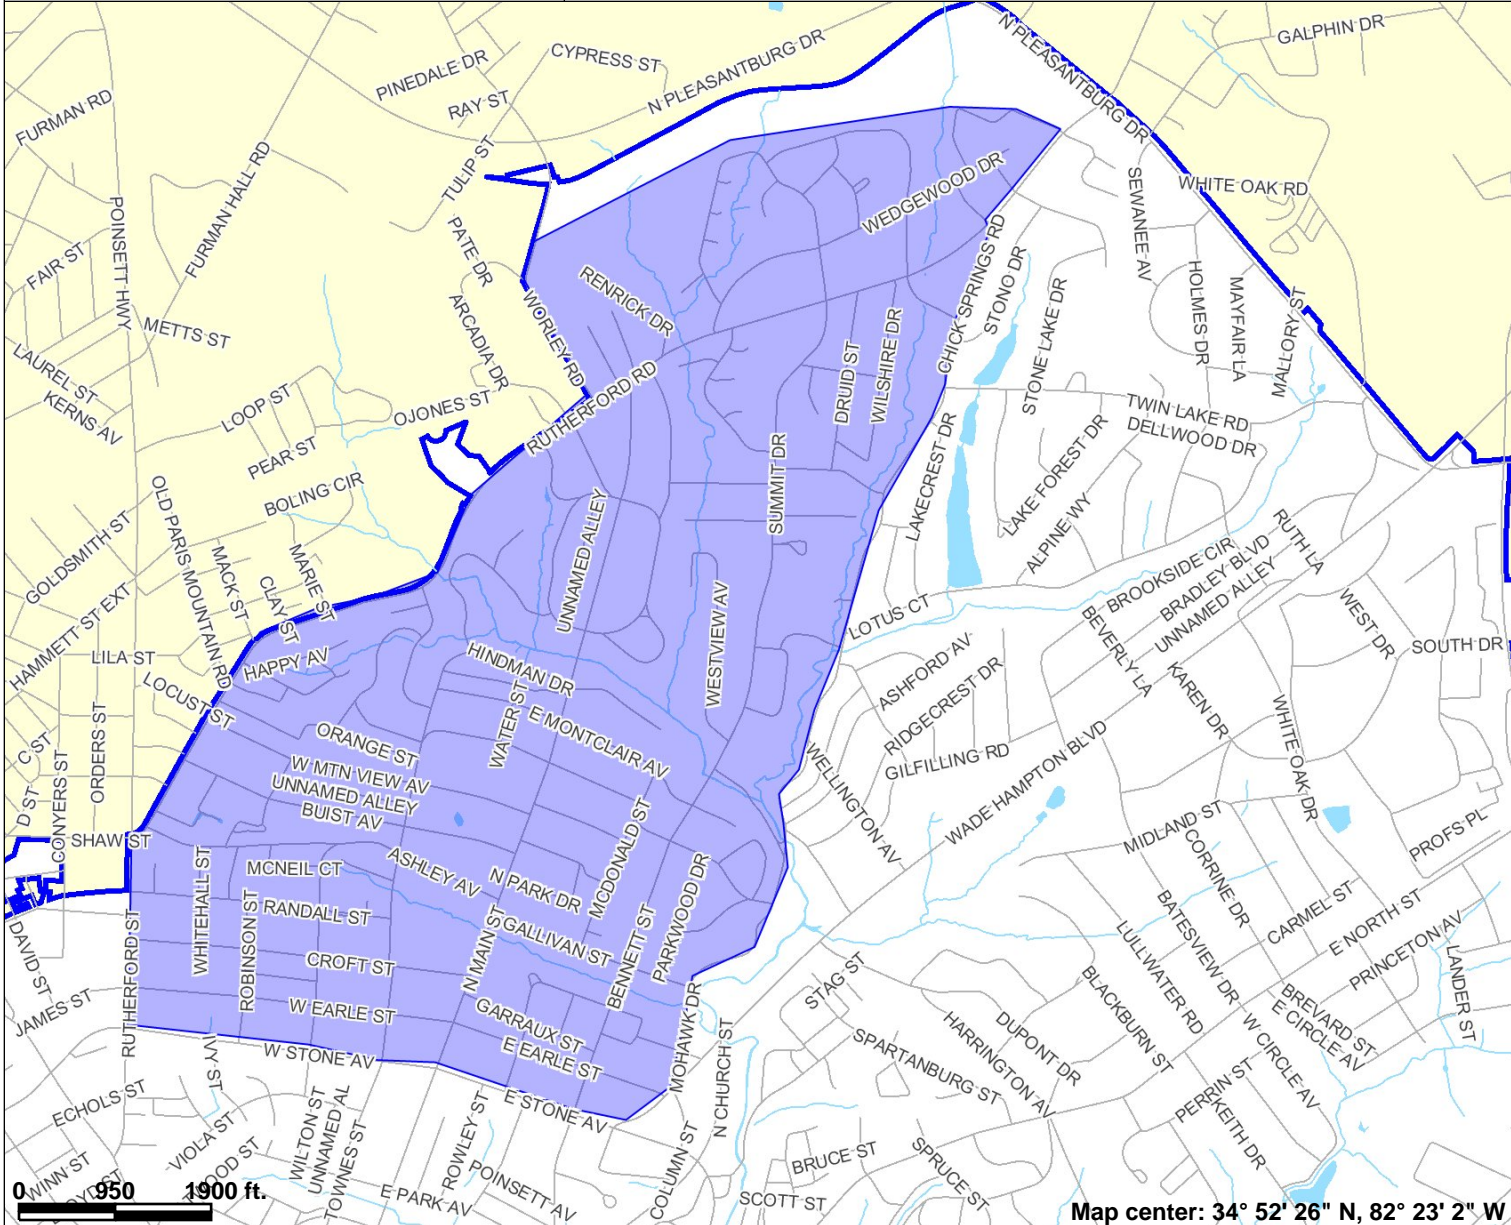 N PLEASANTBURG DR
GALPHIN DR
CYPRESS ST
PINEDALE DR
N PLEASANTBURG DR
RAY ST
FURMAN RD
TULIP ST
FURMAN HALL RD
WEDGEWOOD DR
SEWANEE AV
WHITE OAK RD
POINSETT HWY
PATE DR
FAIR ST
RENRICK DR
CHICK SPRINGS RD
STONO DR
STONE LAKE DR
HOLMES DR
MAYFAIR LA
MALLORY ST
METTS ST
ARCADIA DR
WORLEY RD
DRUID ST
WILSHIRE DR
LAUREL ST
KERNS AV
LOOP ST
OJONES ST
RUTHERFORD RD
TWIN LAKE RD
DELLWOOD DR
PEAR ST
SUMMIT DR
LAKECREST DR
LAKE FOREST DR
ALPINE WY
BOLING CIR
OLD PARIS MOUNTAIN RD
GOLDSMITH ST
MACK ST
MARIE ST
CLAY ST
UNNAMED ALLEY
RUTH LA
BROOKSIDE CIR
BRADLEY BLVD
UNNAMED ALLEY
HAMMETT ST EXT
WESTVIEW AV
LOTUS CT
BEVERLY LA
WEST DR
SOUTH DR
LILA ST
HAPPY AV
HINDMAN DR
ASHFORD AV
RIDGECREST DR
KAREN DR
LOCUST ST
WATER ST
E MONTCLAIR AV
WHITE OAK DR
C ST
CONYERS ST
ORDERS ST
ORANGE ST
W MTN VIEW AV
UNNAMED ALLEY
BUIST AV
GILFILLING RD
WELLINGTON AV
WADE HAMPTON BLVD
D ST
SHAW ST
MCDONALD ST
MIDLAND ST
CORRINE DR
PROFS PL
WHITEHALL ST
MCNEIL CT
ASHLEY AV
N PARK DR
PARKWOOD DR
BATESVIEW DR
CARMEL ST
E NORTH ST
PRINCETON AV
ROBINSON ST
RANDALL ST
GALLIVAN ST
N MAIN ST
BENNETT ST
LULLWATER RD
DAVID ST
RUTHERFORD ST
CROFT ST
STAG ST
BLACKBURN ST
LANDER ST
JAMES ST
W EARLE ST
GARRAUX ST
E EARLE ST
MOHAWK DR
N CHURCH ST
DUPONT DR
HARRINGTON AV
SPARTANBURG ST
BREVARD ST
E CIRCLE AV
W CIRCLE AV
IVY ST
W STONE AV
E STONE AV
ECHOLS ST
PERRIN ST
KEITH DR
VIOLA ST
WILTON ST
UNNAMED AL
TOWNES ST
ROWLEY ST
COLUMN ST
WINN ST
POINSETT AV
E PARK AV
BRUCE ST
SPRUCE ST
SCOTT ST
0 950 1900 ft.
Map center: 34° 52' 26" N, 82° 23' 2" W